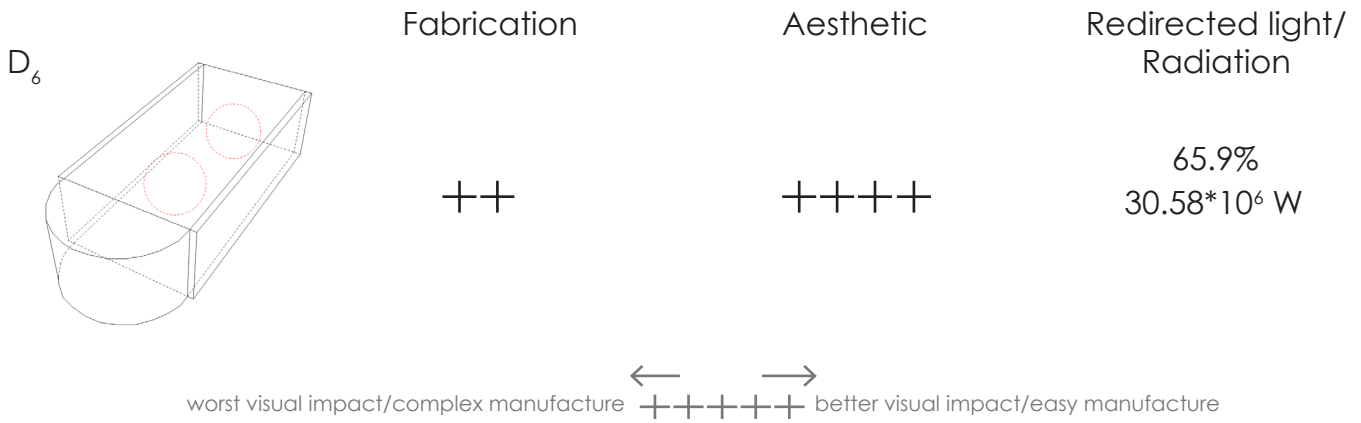 Fabrication Aesthetic Redirected light/
Radiation
D₆
65.9%
++ ++++ 30.58*10⁶ W
worst visual impact/complex manufacture +++++ better visual impact/easy manufacture